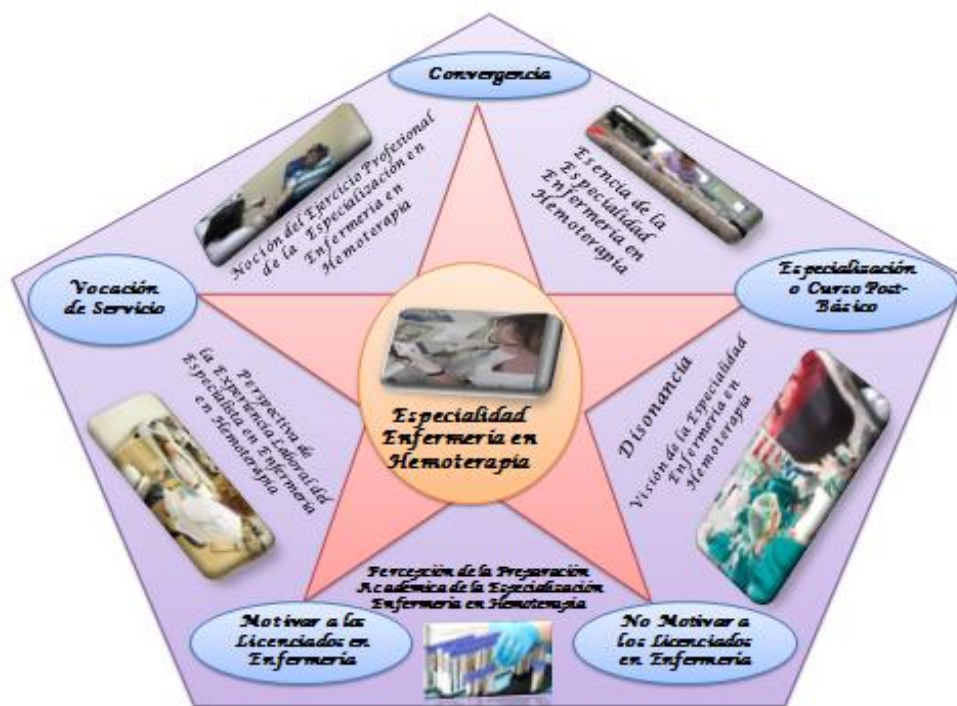 Convergencia
Noción del Ejercicio Profesional
de la Especialización en
Enfermería en
Hemoterapia
Esencia de la
Especialidad
Enfermería en
Hemoterapia
Vocación
de Servicio
Especialización
o Curso Post-
Básico
Especialidad
Enfermería en
Hemoterapia
Perspectiva de
la Experiencia Laboral del
Especialista en Enfermería
en Hemoterapia
Disonancia
Visión de la Especialidad
Enfermería en
Hemoterapia
Percepción de la Preparación
Académica de la Especialización
Enfermería en Hemoterapia
Motivar a los
Licenciados en
Enfermería
No Motivar a
los Licenciados
en Enfermería